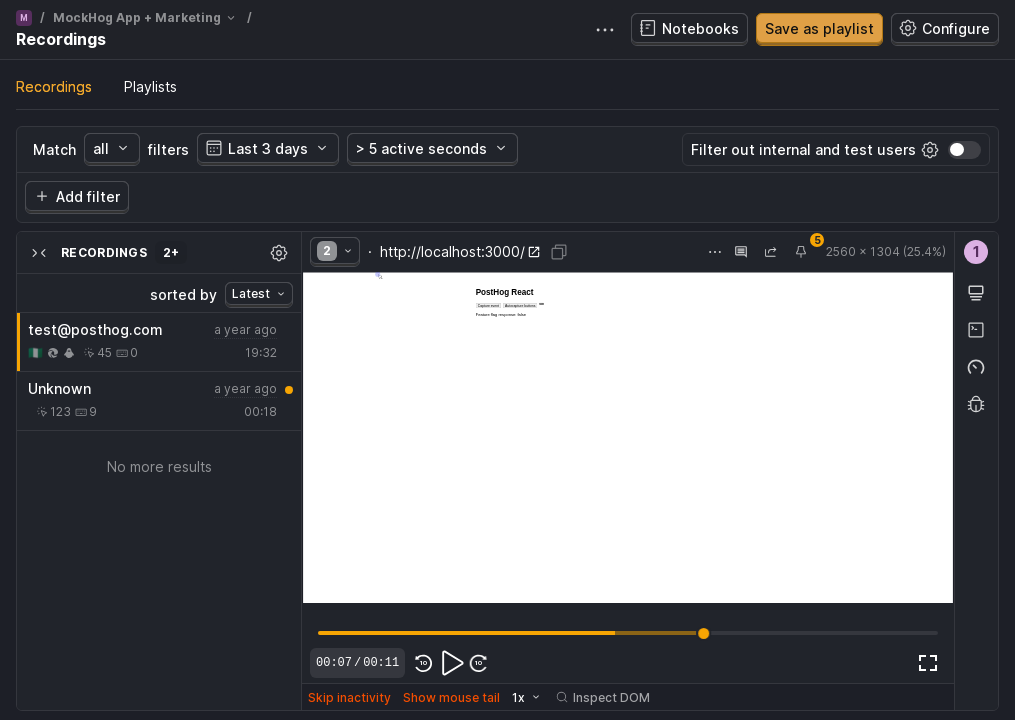 M / MockHog App + Marketing /
Recordings
Notebooks
Save as playlist
Configure
Recordings
Playlists
Match all filters
Last 3 days
> 5 active seconds
Filter out internal and test users
Add filter
RECORDINGS 2+
sorted by Latest
test@posthog.com a year ago
45 0 19:32
Unknown a year ago
123 9 00:18
No more results
2 · http://localhost:3000/
5
2560 × 1304 (25.4%)
1
PostHog React
Capture event Autocapture buttons
Feature flag response: false
00:07 / 00:11
10 10
Skip inactivity Show mouse tail 1x Inspect DOM